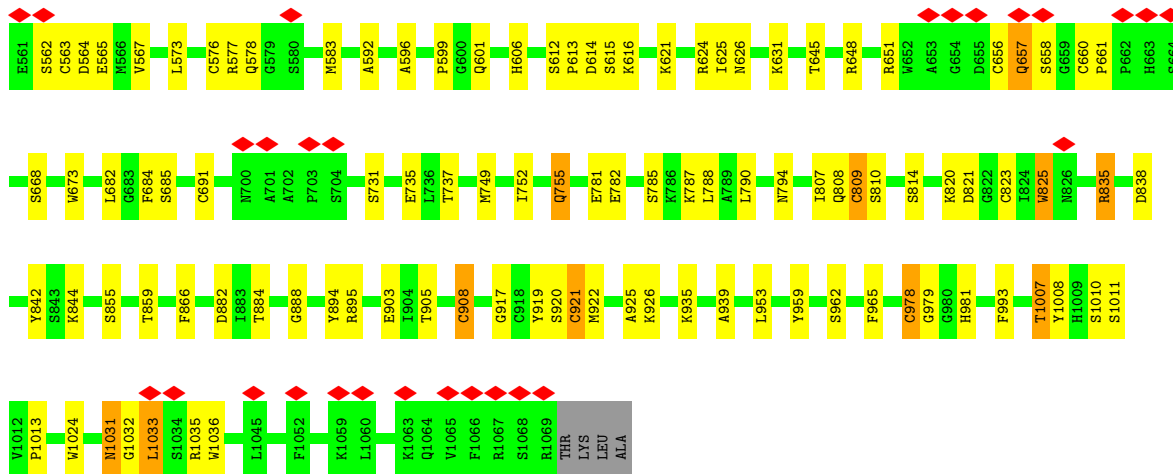 E561 S562 C563 D564 E565 M566 V567 L573 C576 R577 Q578 G579 S580 M583 A592 A596 P599 G600 Q601 H606 S612 P613 D614 S615 K616 K621 R624 I625 N626 K631 T645 R648 R651 W652 A653 G654 D655 C656 Q657 S658 G659 C660 P661 P662 H663 S664
S668 W673 L682 G683 F684 S685 C691 N700 A701 A702 P703 S704 S731 E735 L736 T737 M749 I752 Q755 E781 E782 S785 K786 K787 L788 A789 L790 N794 I807 Q808 C809 S810 S814 K820 D821 G822 C823 I824 W825 N826 R835 D838
Y842 S843 K844 S855 T859 F866 D882 I883 T884 G888 Y894 R895 E903 I904 T905 C908 G917 C918 Y919 S920 C921 M922 A925 K926 K935 A939 L953 Y959 S962 F965 C978 G979 G980 H981 F993 T1007 Y1008 H1009 S1010 S1011
V1012 P1013 W1024 N1031 G1032 L1033 S1034 R1035 W1036 L1045 F1052 K1059 L1060 K1063 Q1064 V1065 F1066 R1067 S1068 R1069 THR LYS LEU ALA